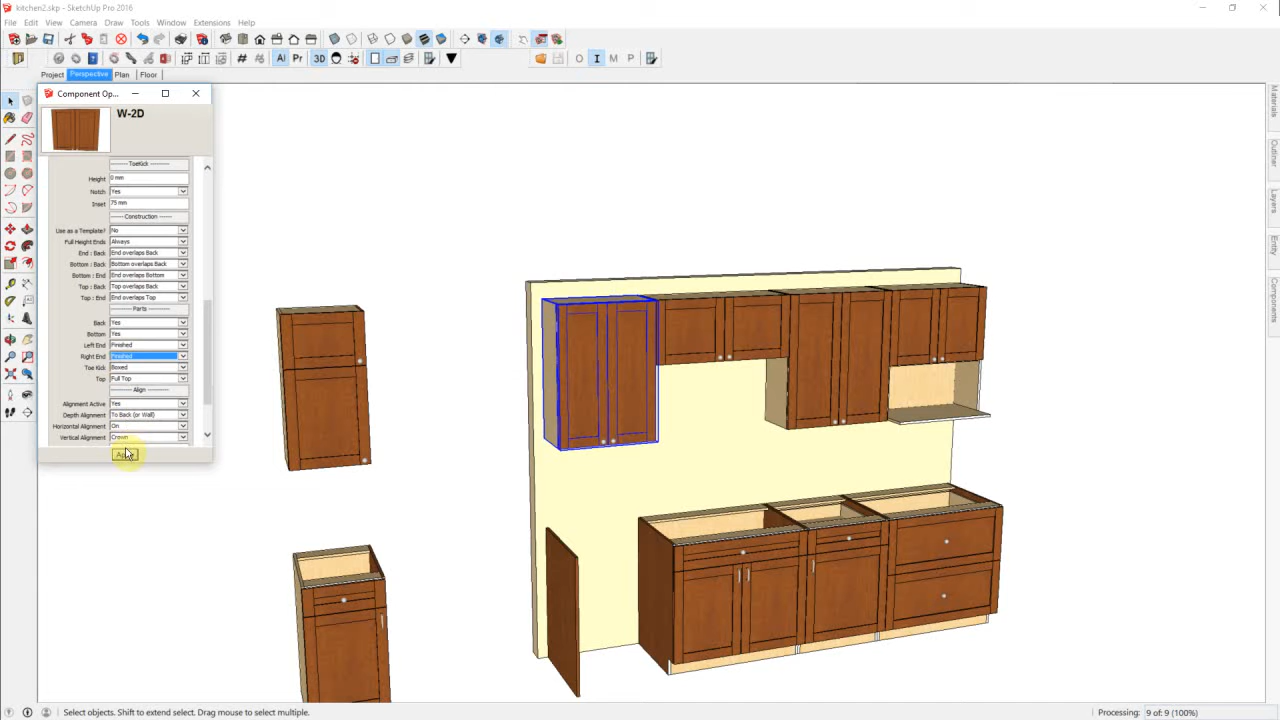 kitchen2.skp - SketchUp Pro 2016
File Edit View Camera Draw Tools Window Extensions Help
AI Pr 3D O I M P
Project Perspective Plan Floor
Component Op...
W-2D
------ ToeKick ------
Height 0 mm
Notch Yes
Inset 75 mm
------ Construction ------
Use as a Template? No
Full Height Ends Always
End : Back End overlaps Back
Bottom : Back Bottom overlaps Back
Bottom : End End overlaps Bottom
Top : Back Top overlaps Back
Top : End End overlaps Top
------ Parts ------
Back Yes
Bottom Yes
Left End Finished
Right End Finished
Toe Kick Boxed
Top Full Top
------ Align ------
Alignment Active Yes
Depth Alignment To Back (or Wall)
Horizontal Alignment On
Vertical Alignment Crown
Materials
Outliner
Layers
Entity
Components
Select objects. Shift to extend select. Drag mouse to select multiple.
Processing: 9 of: 9 (100%)